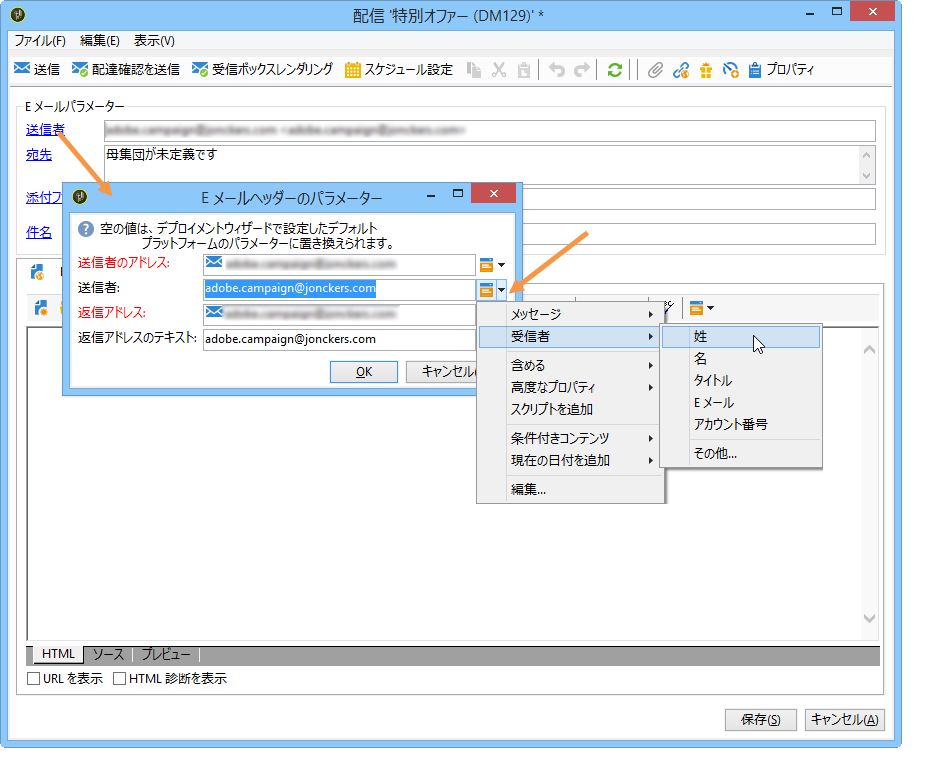 配信 '特別オファー (DM129)' *
ファイル(F) 編集(E) 表示(V)
送信 配達確認を送信 受信ボックスレンダリング スケジュール設定 プロパティ
E メールパラメーター
送信者
宛先 母集団が未定義です
添付フ
件名
E メールヘッダーのパラメーター
空の値は、デプロイメントウィザードで設定したデフォルト
プラットフォームのパラメーターに置き換えられます。
送信者のアドレス:
送信者: adobe.campaign@jonckers.com
返信アドレス:
返信アドレスのテキスト: adobe.campaign@jonckers.com
OK キャンセル(
メッセージ
受信者
含める
高度なプロパティ
スクリプトを追加
条件付きコンテンツ
現在の日付を追加
編集...
姓
名
タイトル
E メール
アカウント番号
その他...
HTML ソース プレビュー
URL を表示 HTML 診断を表示
保存(S) キャンセル(A)